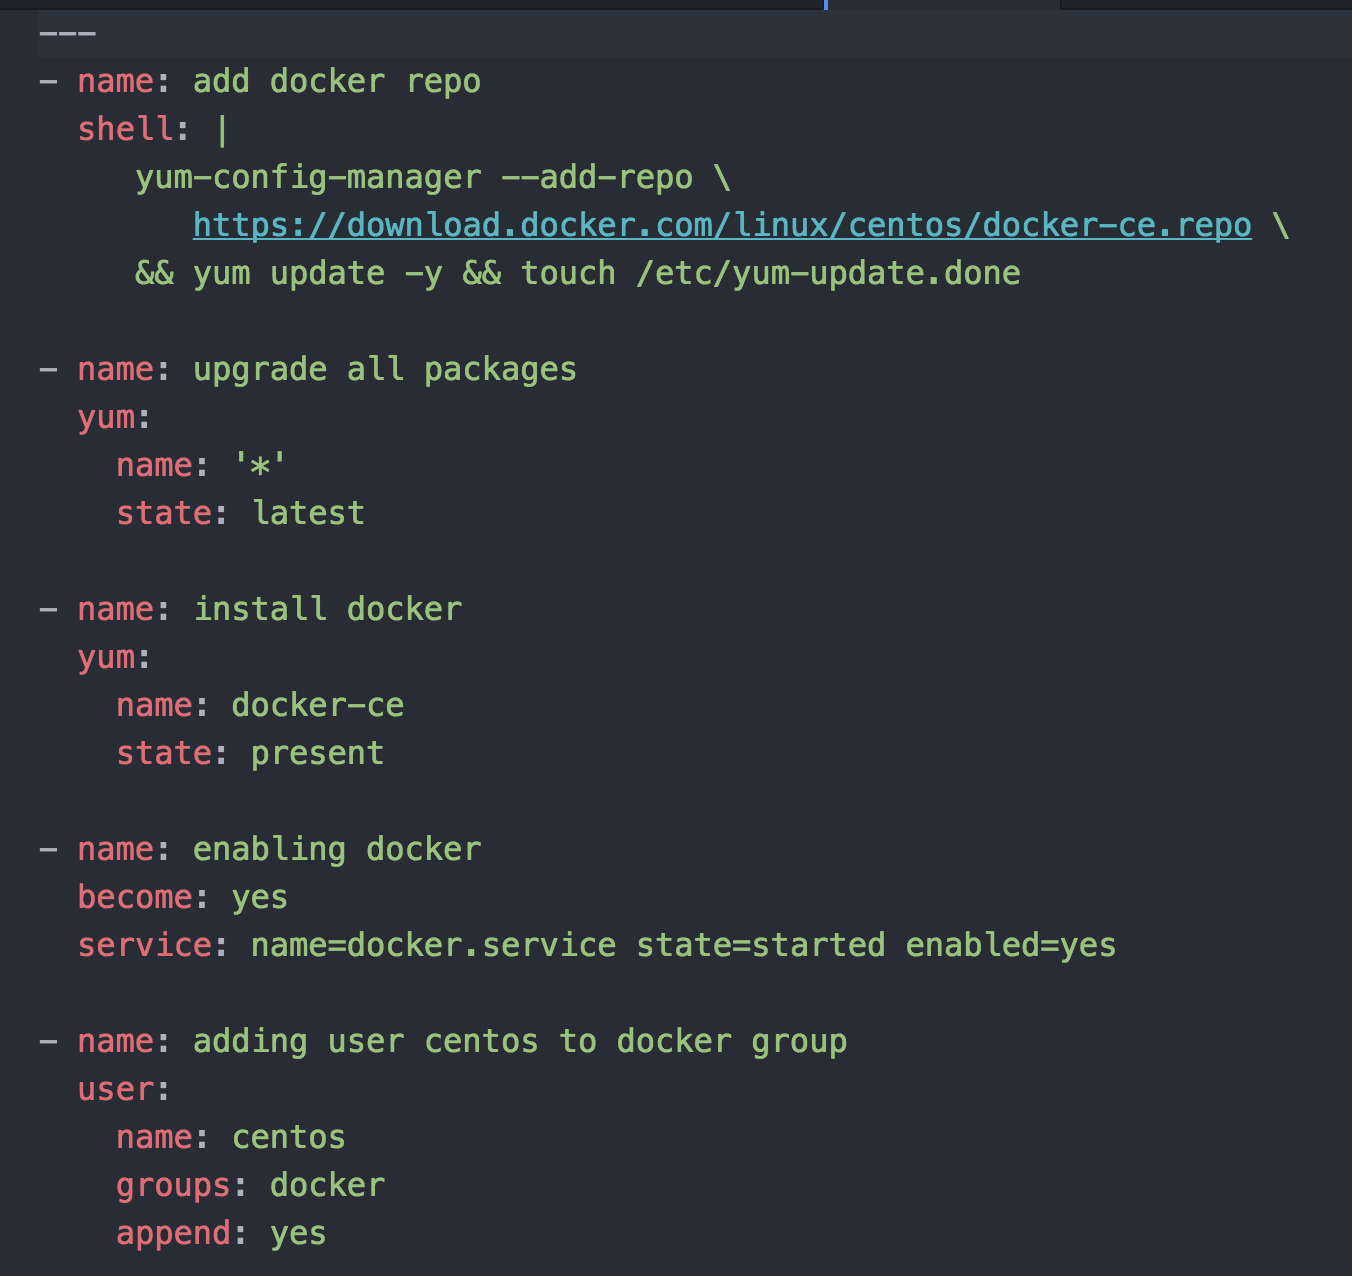 ---
- name: add docker repo
  shell: |
     yum-config-manager --add-repo \
        https://download.docker.com/linux/centos/docker-ce.repo \
     && yum update -y && touch /etc/yum-update.done

- name: upgrade all packages
  yum:
    name: '*'
    state: latest

- name: install docker
  yum:
    name: docker-ce
    state: present

- name: enabling docker
  become: yes
  service: name=docker.service state=started enabled=yes

- name: adding user centos to docker group
  user:
    name: centos
    groups: docker
    append: yes